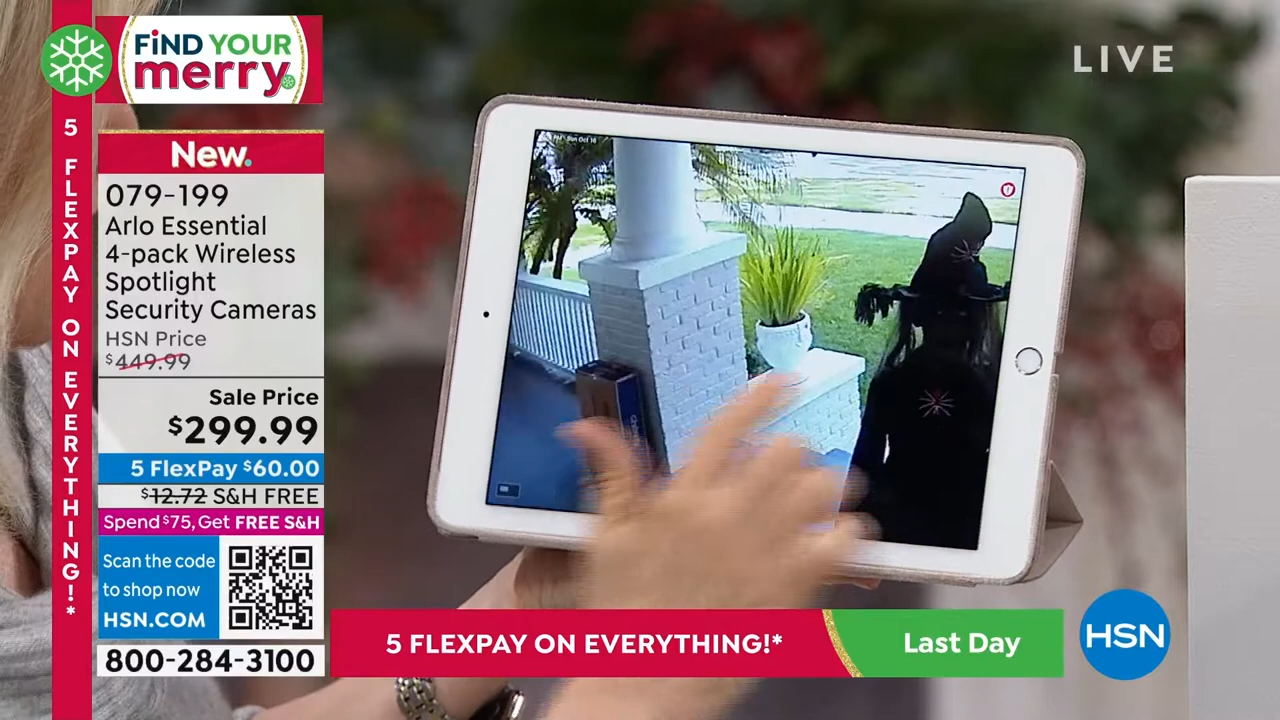 FiND YOUR
merry.
LIVE
5 FLEXPAY ON EVERYTHING!*
New.
079-199
Arlo Essential
4-pack Wireless
Spotlight
Security Cameras
HSN Price
$449.99
Sale Price
$299.99
5 FlexPay $60.00
$12.72 S&H FREE
Spend $75, Get FREE S&H
Scan the code
to shop now
HSN.COM
800-284-3100
5 FLEXPAY ON EVERYTHING!*
Last Day
HSN